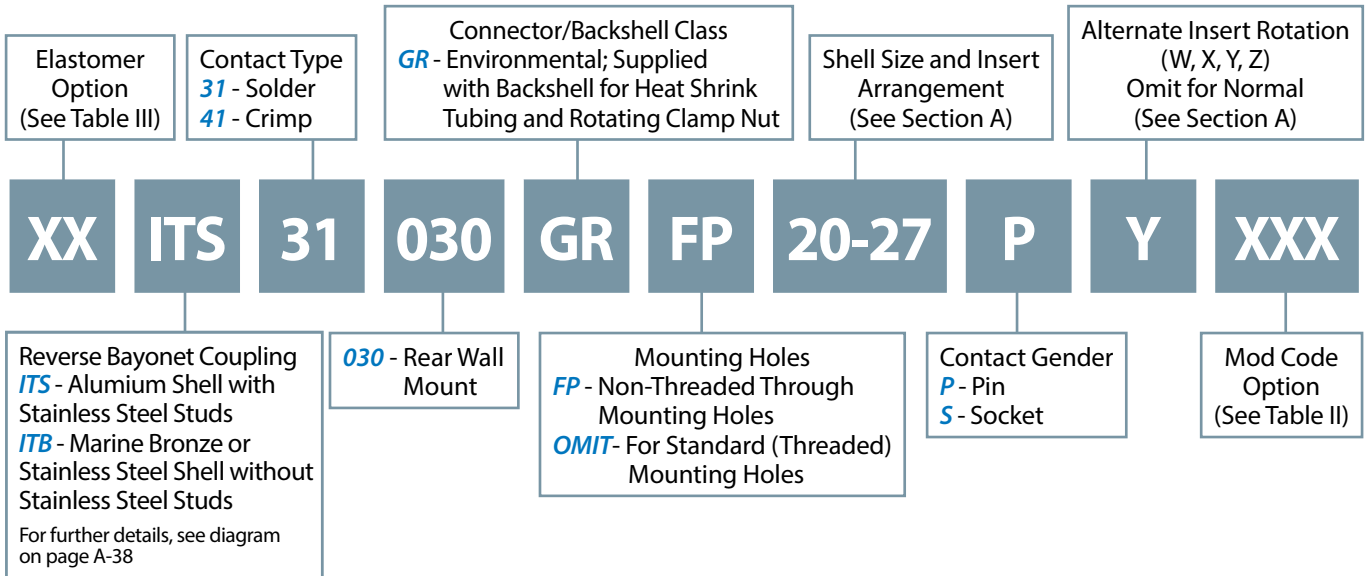 Elastomer
Option
(See Table III)
Contact Type
31 - Solder
41 - Crimp
Connector/Backshell Class
GR - Environmental; Supplied
with Backshell for Heat Shrink
Tubing and Rotating Clamp Nut
Shell Size and Insert
Arrangement
(See Section A)
Alternate Insert Rotation
(W, X, Y, Z)
Omit for Normal
(See Section A)
XX ITS 31 030 GR FP 20-27 P Y XXX
Reverse Bayonet Coupling
ITS - Alumium Shell with
Stainless Steel Studs
ITB - Marine Bronze or
Stainless Steel Shell without
Stainless Steel Studs
For further details, see diagram
on page A-38
030 - Rear Wall
Mount
Mounting Holes
FP - Non-Threaded Through
Mounting Holes
OMIT- For Standard (Threaded)
Mounting Holes
Contact Gender
P - Pin
S - Socket
Mod Code
Option
(See Table II)